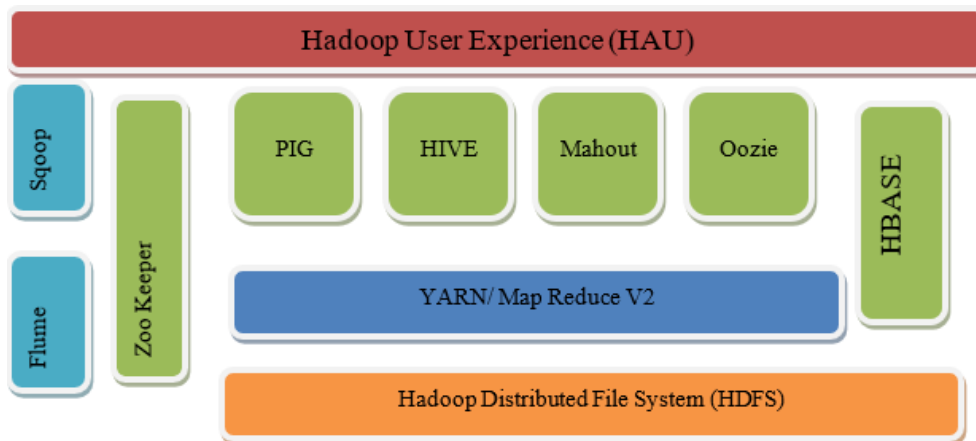 Hadoop User Experience (HAU)
Sqoop
Flume
Zoo Keeper
PIG
HIVE
Mahout
Oozie
HBASE
YARN/ Map Reduce V2
Hadoop Distributed File System (HDFS)